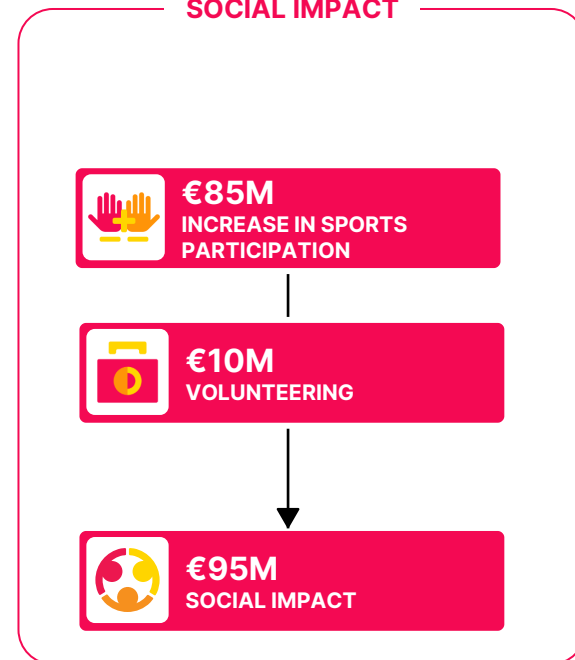 SOCIAL IMPACT
€85M
INCREASE IN SPORTS
PARTICIPATION
€10M
VOLUNTEERING
€95M
SOCIAL IMPACT